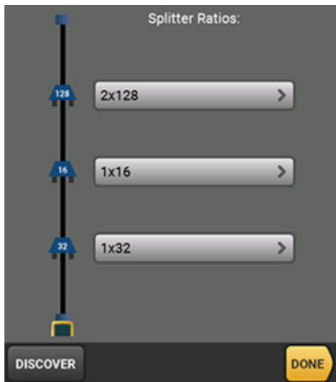 Splitter Ratios:
128
2x128
16
1x16
32
1x32
DISCOVER
DONE